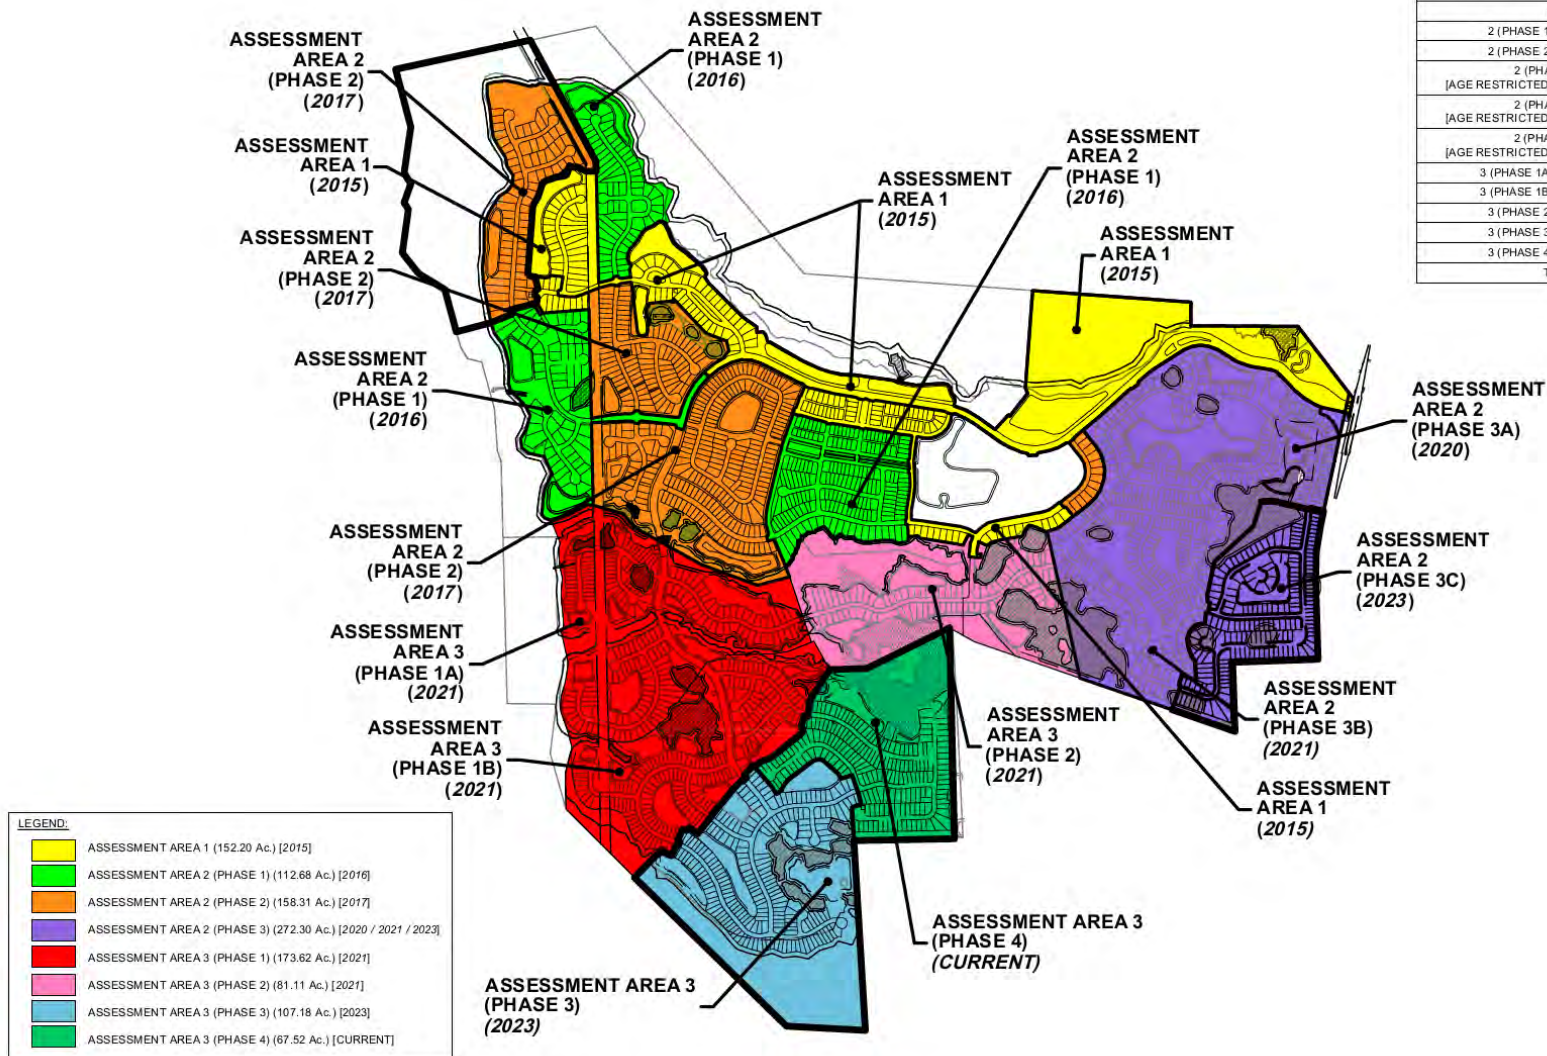 ASSESSMENT
AREA 2
(PHASE 2)
(2017)
ASSESSMENT
AREA 2
(PHASE 1)
(2016)
ASSESSMENT
AREA 1
(2015)
ASSESSMENT
AREA 2
(PHASE 2)
(2017)
ASSESSMENT
AREA 1
(2015)
ASSESSMENT
AREA 2
(PHASE 1)
(2016)
ASSESSMENT
AREA 1
(2015)
ASSESSMENT
AREA 2
(PHASE 1)
(2016)
ASSESSMENT
AREA 2
(PHASE 3A)
(2020)
ASSESSMENT
AREA 2
(PHASE 2)
(2017)
ASSESSMENT
AREA 2
(PHASE 3C)
(2023)
ASSESSMENT
AREA 3
(PHASE 1A)
(2021)
ASSESSMENT
AREA 2
(PHASE 3B)
(2021)
ASSESSMENT
AREA 3
(PHASE 1B)
(2021)
ASSESSMENT
AREA 3
(PHASE 2)
(2021)
ASSESSMENT
AREA 1
(2015)
ASSESSMENT AREA 3
(PHASE 4)
(CURRENT)
ASSESSMENT AREA 3
(PHASE 3)
(2023)
2 (PHASE 1
2 (PHASE 2
2 (PHA
[AGE RESTRICTED
2 (PHA
[AGE RESTRICTED
2 (PHA
[AGE RESTRICTED
3 (PHASE 1A
3 (PHASE 1B
3 (PHASE 2
3 (PHASE 3
3 (PHASE 4
T
LEGEND:
ASSESSMENT AREA 1 (152.20 Ac.) [2015]
ASSESSMENT AREA 2 (PHASE 1) (112.68 Ac.) [2016]
ASSESSMENT AREA 2 (PHASE 2) (158.31 Ac.) [2017]
ASSESSMENT AREA 2 (PHASE 3) (272.30 Ac.) [2020 / 2021 / 2023]
ASSESSMENT AREA 3 (PHASE 1) (173.62 Ac.) [2021]
ASSESSMENT AREA 3 (PHASE 2) (81.11 Ac.) [2021]
ASSESSMENT AREA 3 (PHASE 3) (107.18 Ac.) [2023]
ASSESSMENT AREA 3 (PHASE 4) (67.52 Ac.) [CURRENT]